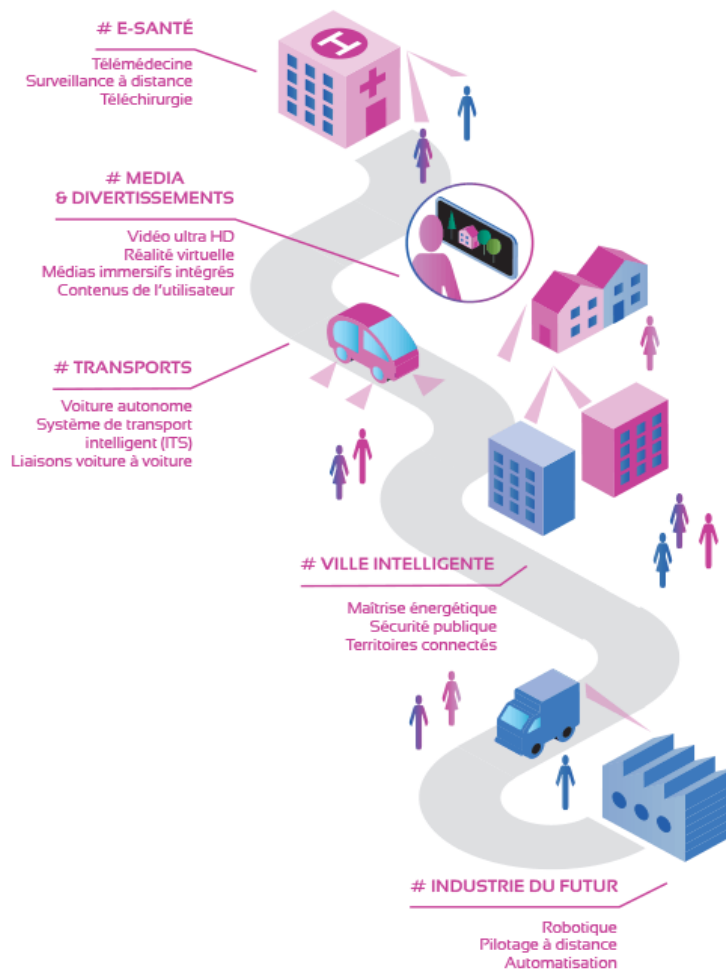 # E-SANTÉ
Télémédecine
Surveillance à distance
Téléchirurgie
H
# MEDIA
& DIVERTISSEMENTS
Vidéo ultra HD
Réalité virtuelle
Médias immersifs intégrés
Contenus de l'utilisateur
# TRANSPORTS
Voiture autonome
Système de transport
intelligent (ITS)
Liaisons voiture à voiture
# VILLE INTELLIGENTE
Maîtrise énergétique
Sécurité publique
Territoires connectés
# INDUSTRIE DU FUTUR
Robotique
Pilotage à distance
Automatisation